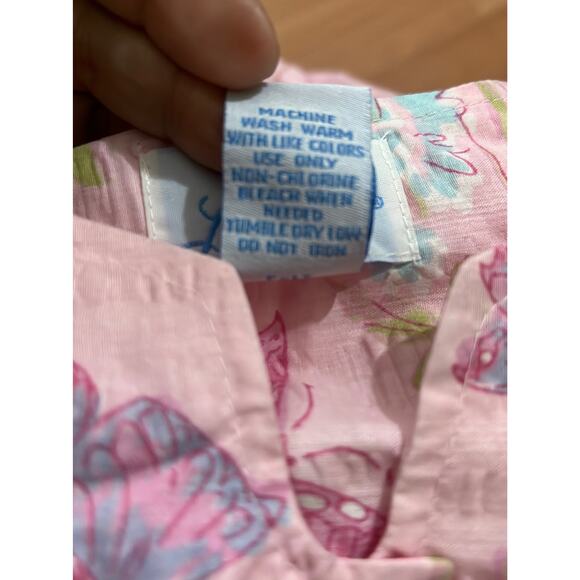 MACHINE
WASH WARM
WITH LIKE COLORS
USE ONLY
NON-CHLORINE
BLEACH WHEN
NEEDED
TUMBLE DRY LOW
DO NOT IRON
®